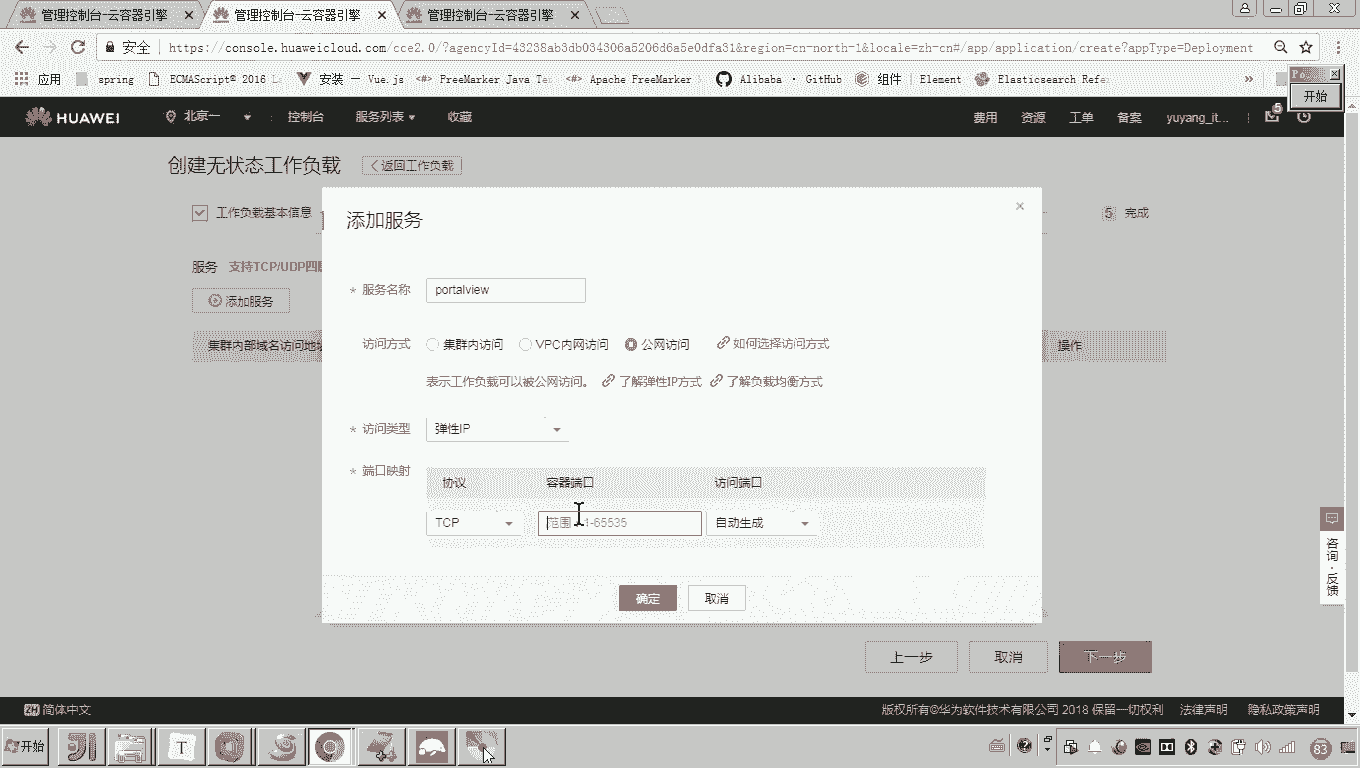 管理控制台-云容器引擎 × 管理控制台-云容器引擎 × 管理控制台-云容器引擎 ×
安全 https://console.huaweicloud.com/cce2.0/?agencyId=43238ab3db034306a5206d6a5e0dfa31&region=cn-north-1&locale=zh-cn#/app/application/create?appType=Deployment
应用 spring ECMAScript® 2016 L 安装 — Vue.js <#> FreeMarker Java Te <#> Apache FreeMarker Alibaba · GitHub 组件 | Element Elasticsearch Refe »
Po
开始
HUAWEI 北京一 控制台 服务列表 收藏 费用 资源 工单 备案 yuyang_it... 5
创建无状态工作负载 返回工作负载
工作负载基本信息 5 完成
添加服务 ×
服务 支持TCP/UDP四
添加服务
* 服务名称 portalview
集群内部域名访问地 操作
访问方式 集群内访问 VPC内网访问 公网访问 如何选择访问方式
表示工作负载可以被公网访问。 了解弹性IP方式 了解负载均衡方式
* 访问类型 弹性IP
* 端口映射 协议 容器端口 访问端口
TCP 范围 1-65535 自动生成
咨询·反馈
确定 取消
上一步 取消 下一步
ZH 简体中文 版权所有©华为软件技术有限公司 2018 保留一切权利 法律声明 隐私政策声明
开始 T 83